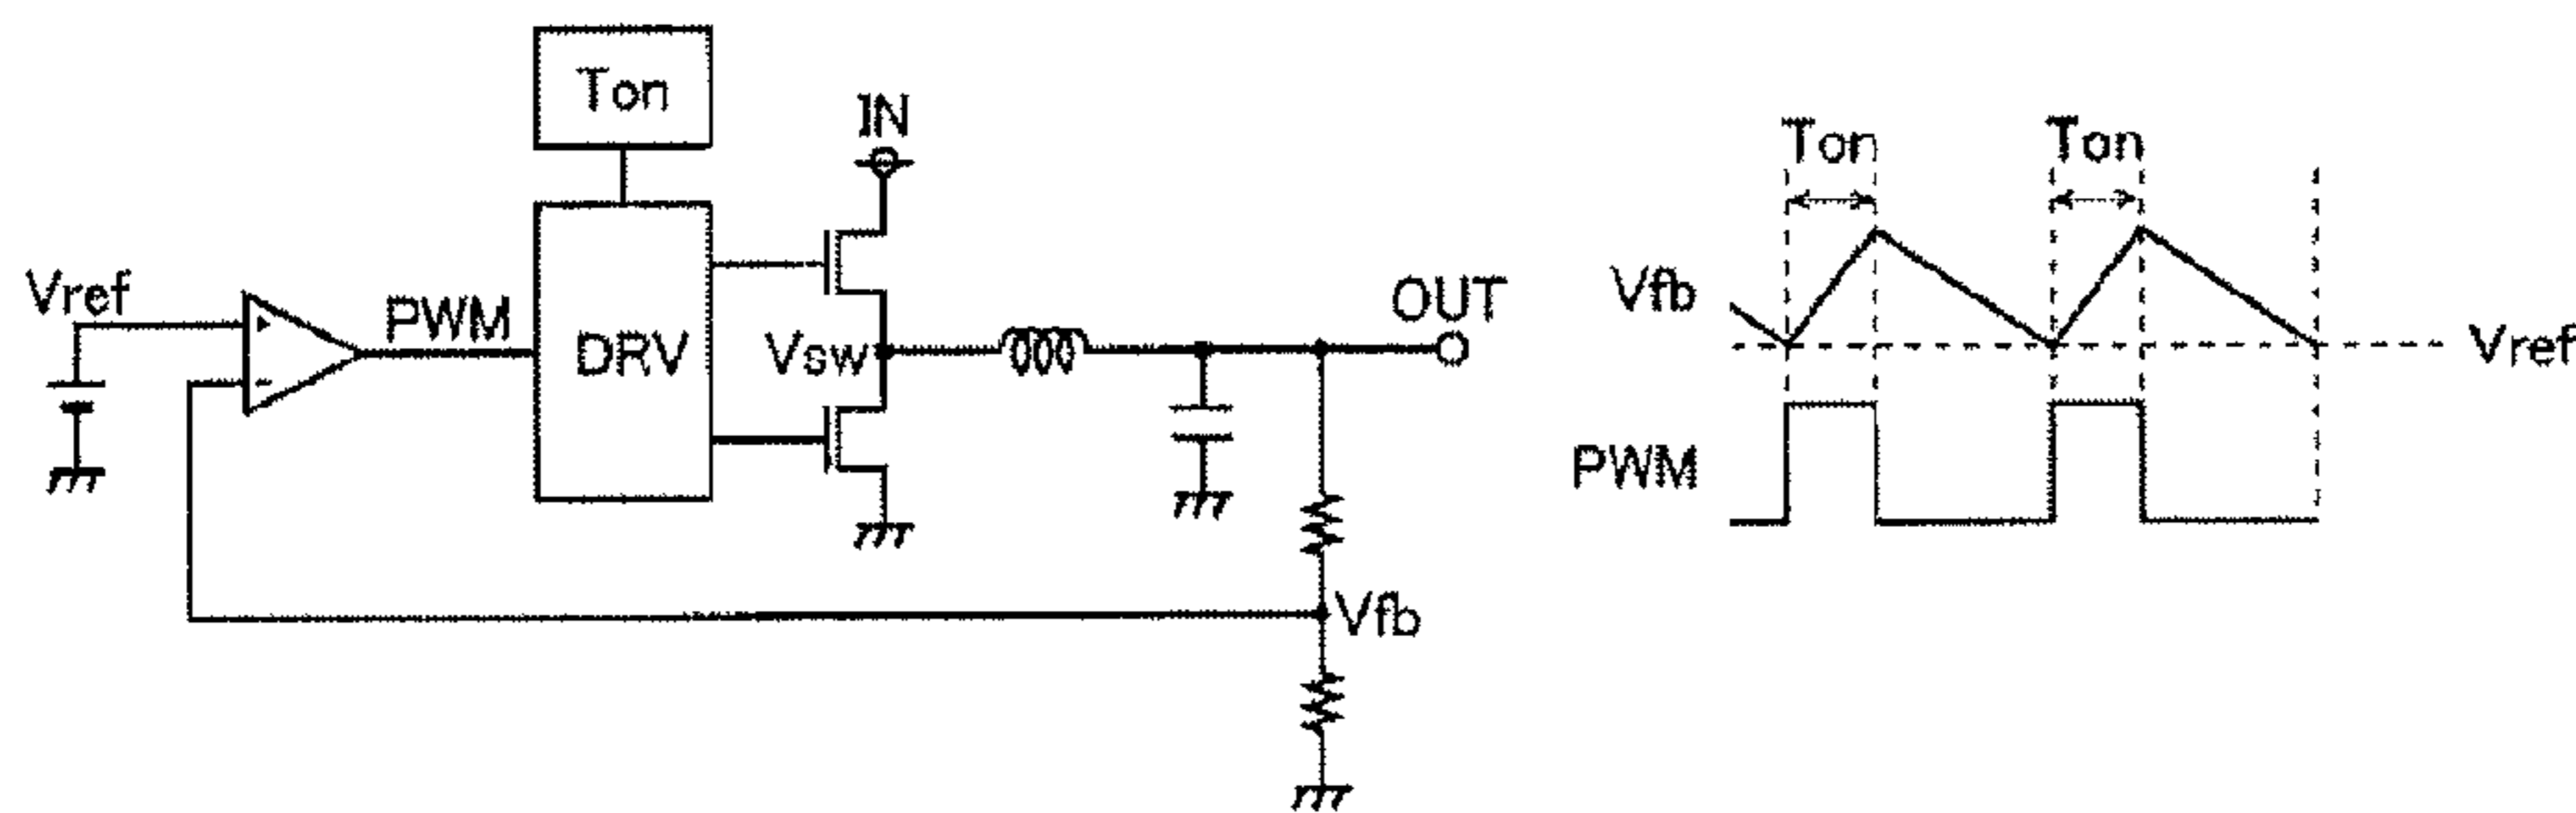 Ton
IN
Vref
+
PWM
DRV
Vsw
OUT
-
Vfb
Ton Ton
Vfb
Vref
PWM